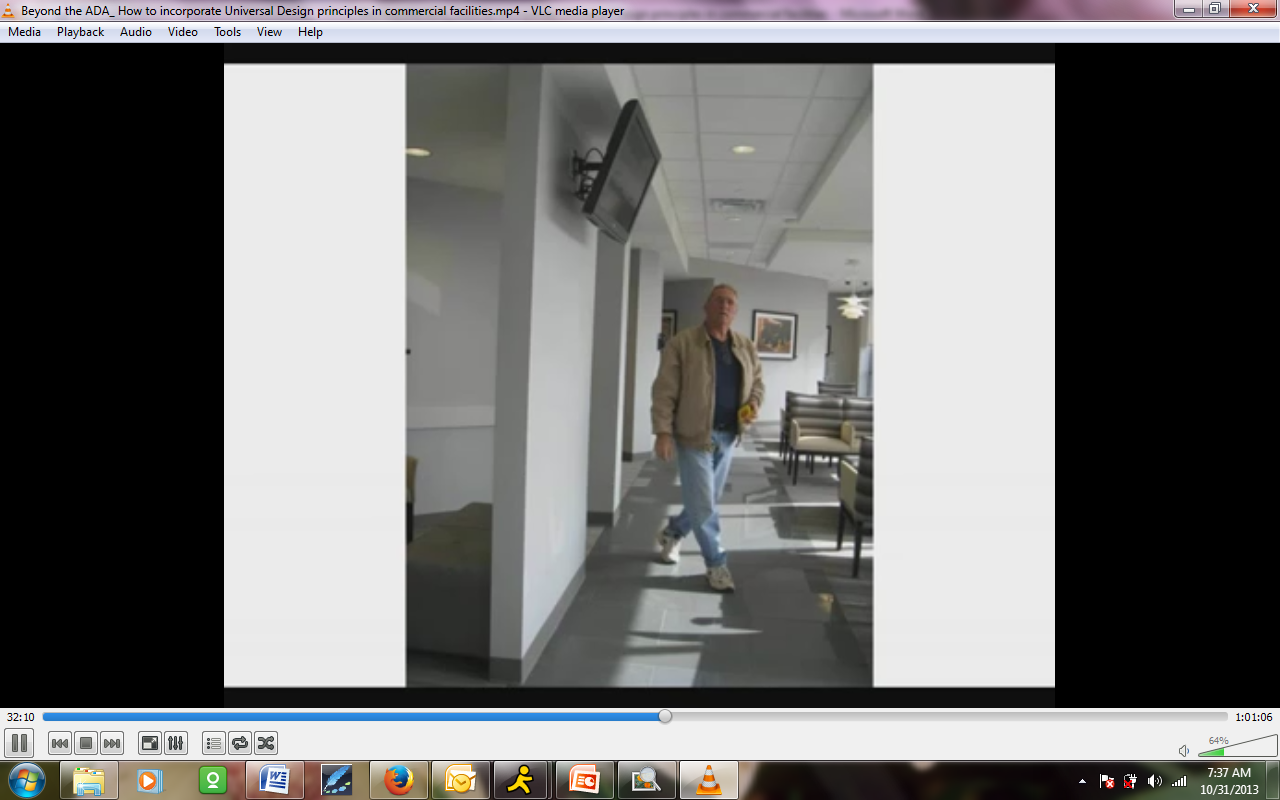 Beyond the ADA_ How to incorporate Universal Design principles in commercial facilities.mp4 - VLC media player
Media Playback Audio Video Tools View Help
32:10 1:01:06
64%
7:37 AM
10/31/2013